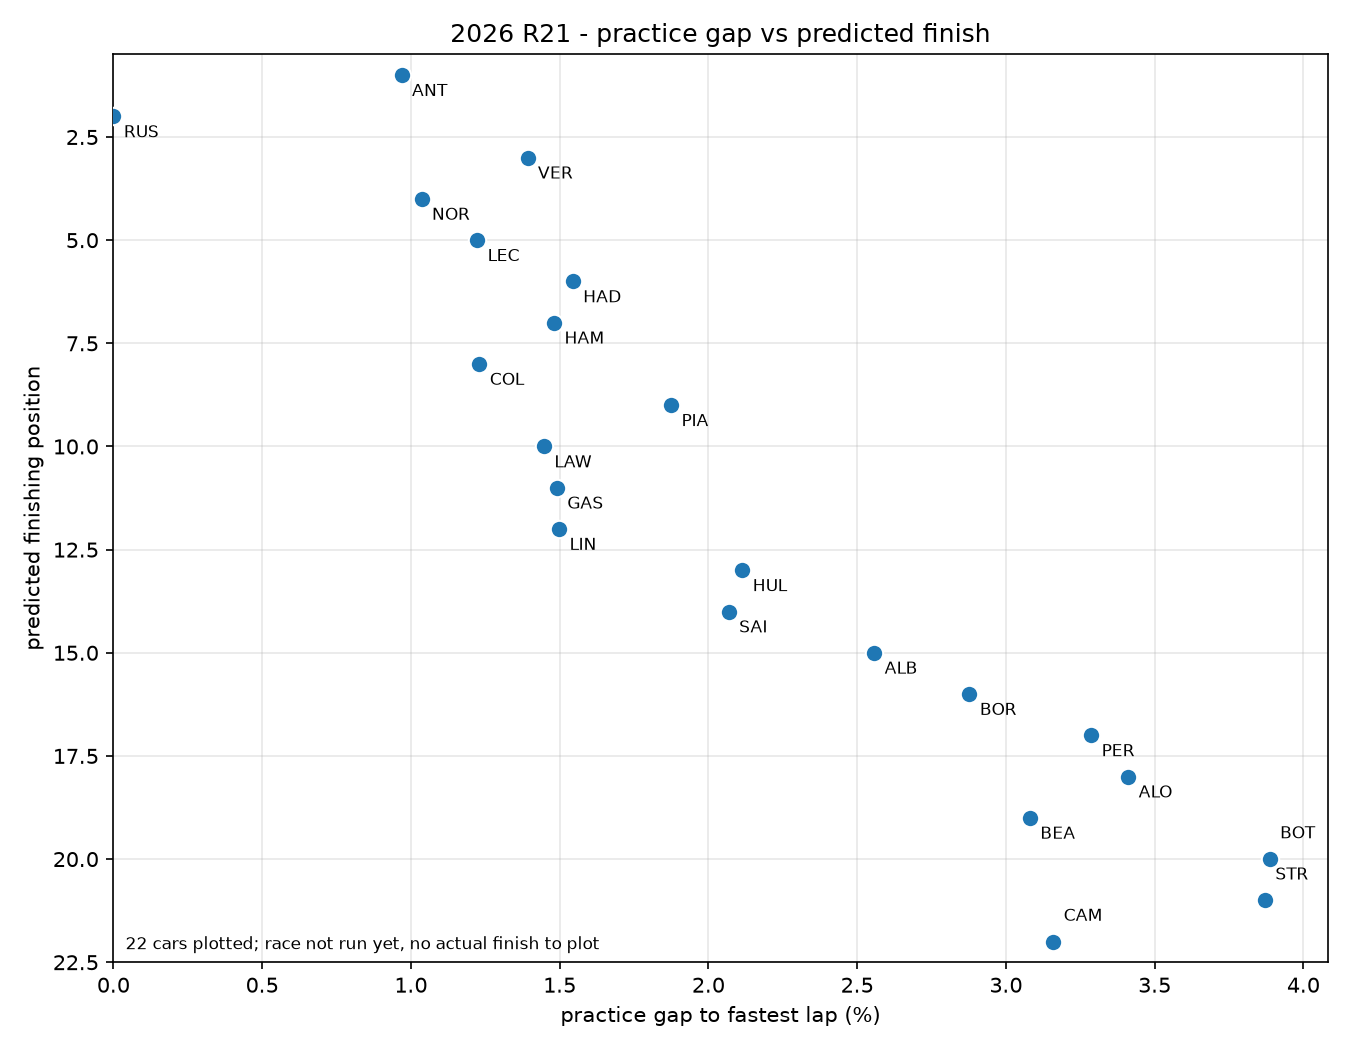 2026 R21 - practice gap vs predicted finish
predicted finishing position
2.5
5.0
7.5
10.0
12.5
15.0
17.5
20.0
22.5
ANT
RUS
VER
NOR
LEC
HAD
HAM
COL
PIA
LAW
GAS
LIN
HUL
SAI
ALB
BOR
PER
ALO
BEA
BOT
STR
CAM
22 cars plotted; race not run yet, no actual finish to plot
0.0 0.5 1.0 1.5 2.0 2.5 3.0 3.5 4.0
practice gap to fastest lap (%)